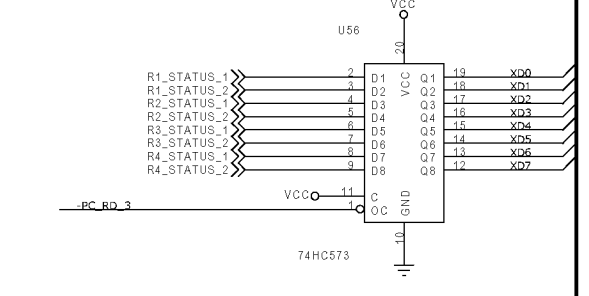 VCC
U56
20
R1_STATUS_1 2 D1 VCC Q1 19 XD0
R1_STATUS_2 3 D2 Q2 18 XD1
R2_STATUS_1 4 D3 Q3 17 XD2
R2_STATUS_2 5 D4 Q4 16 XD3
R3_STATUS_1 6 D5 Q5 15 XD4
R3_STATUS_2 7 D6 Q6 14 XD5
R4_STATUS_1 8 D7 Q7 13 XD6
R4_STATUS_2 9 D8 Q8 12 XD7
VCC 11 C
-PC_RD_3 1 OC GND
10
74HC573